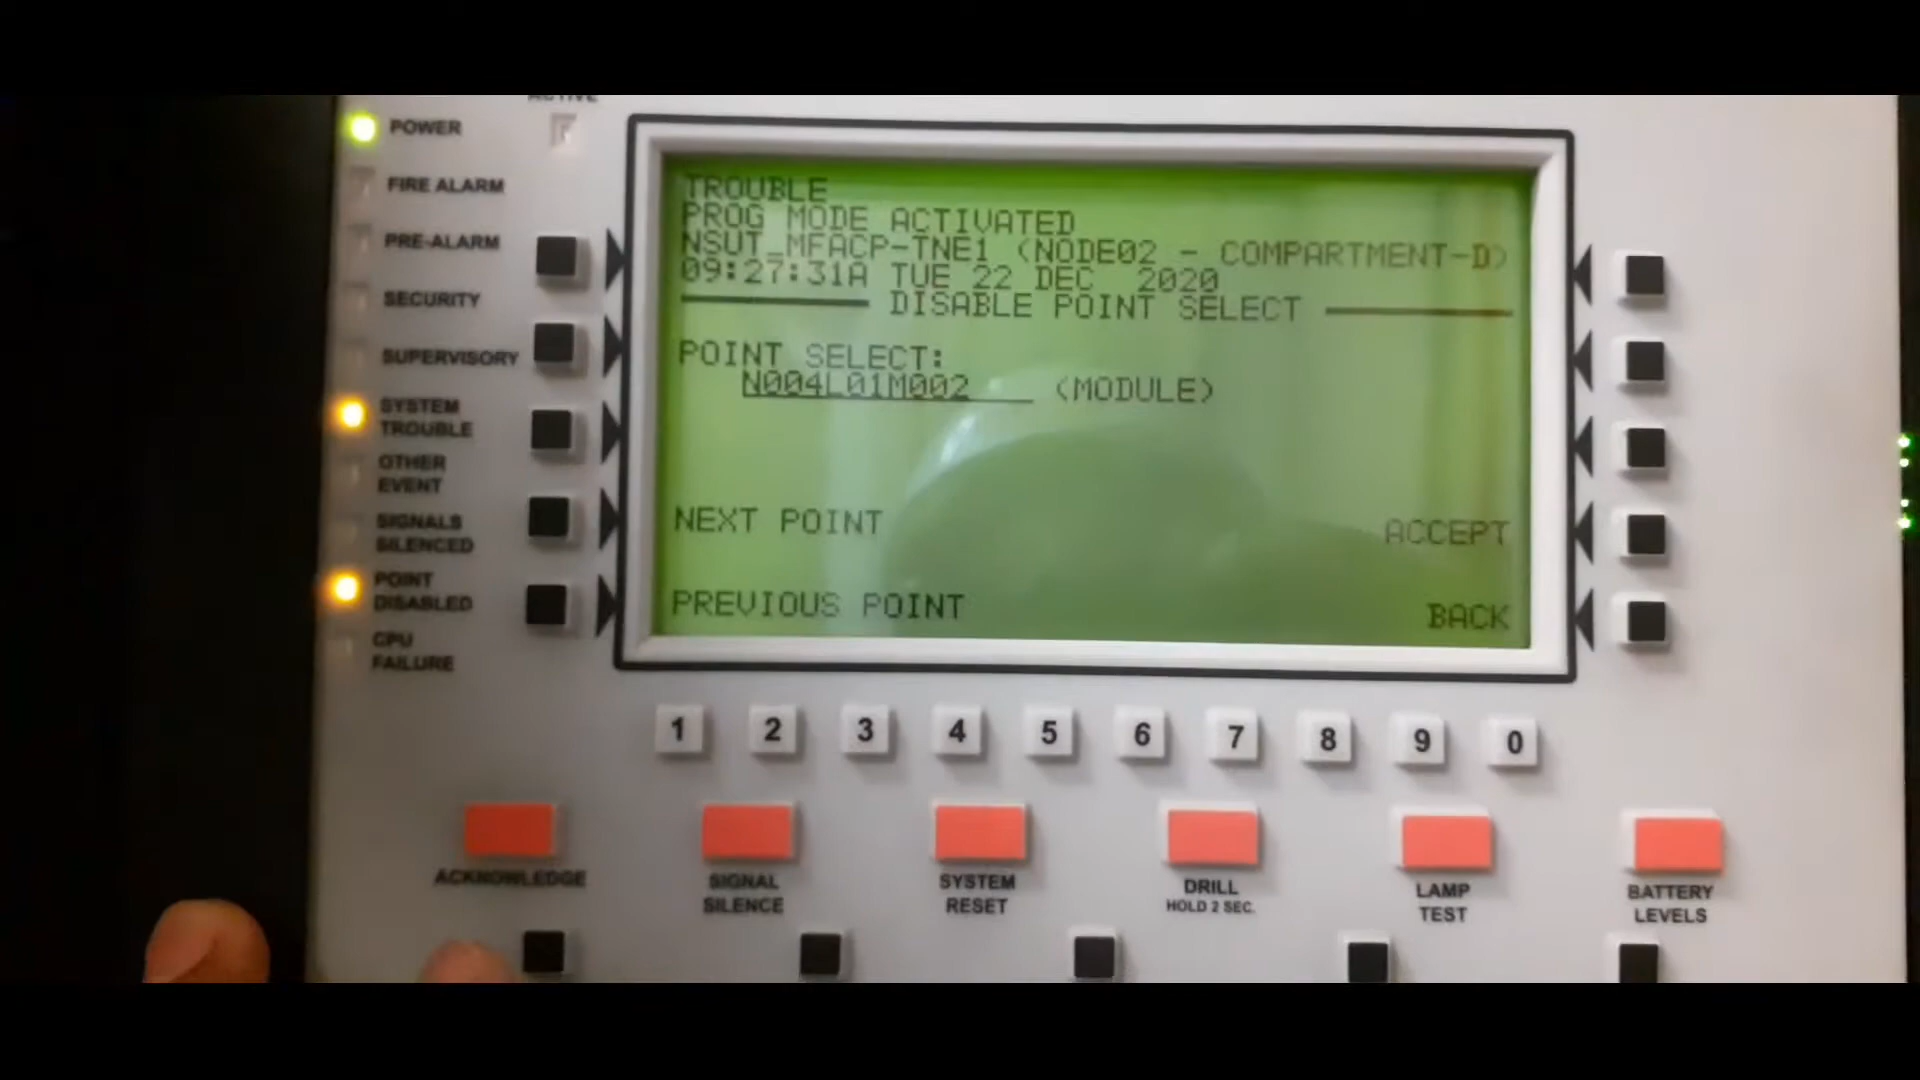 ACTIVE
POWER
FIRE ALARM
PRE-ALARM
SECURITY
SUPERVISORY
SYSTEM
TROUBLE
OTHER
EVENT
SIGNALS
SILENCED
POINT
DISABLED
CPU
FAILURE
TROUBLE
PROG MODE ACTIVATED
NSUT_MFACP-TNE1 (NODE02 - COMPARTMENT-D)
09:27:31A TUE 22 DEC 2020
DISABLE POINT SELECT
POINT SELECT:
N004L01M002 (MODULE)
NEXT POINT
ACCEPT
PREVIOUS POINT
BACK
1 2 3 4 5 6 7 8 9 0
ACKNOWLEDGE
SIGNAL
SILENCE
SYSTEM
RESET
DRILL
HOLD 2 SEC.
LAMP
TEST
BATTERY
LEVELS